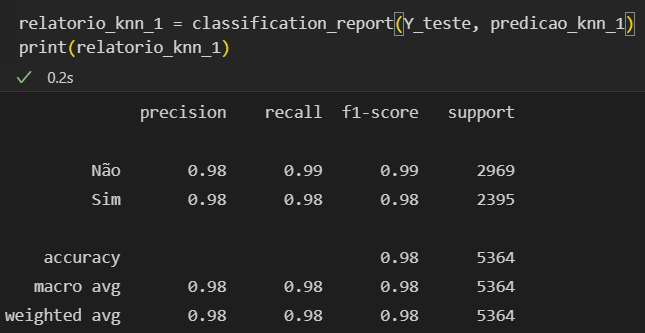 relatorio_knn_1 = classification_report(Y_teste, predicao_knn_1)
print(relatorio_knn_1)
✓ 0.2s
precision recall f1-score support
Não 0.98 0.99 0.99 2969
Sim 0.98 0.98 0.98 2395
accuracy 0.98 5364
macro avg 0.98 0.98 0.98 5364
weighted avg 0.98 0.98 0.98 5364